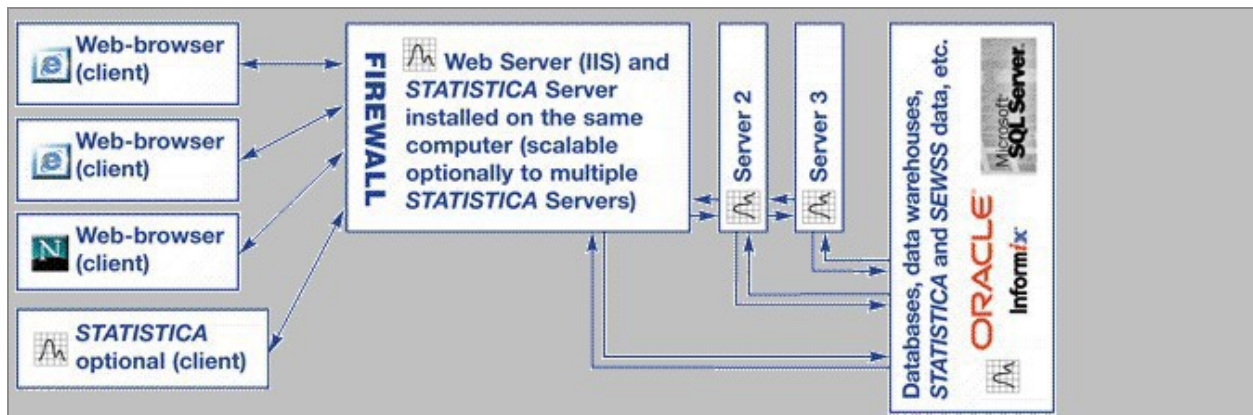 Web-browser
(client)
Web-browser
(client)
N
Web-browser
(client)
STATISTICA
optional (client)
FIREWALL
Web Server (IIS) and
STATISTICA Server
installed on the same
computer (scalable
optionally to multiple
STATISTICA Servers)
Server 2
Server 3
Databases, data warehouses,
STATISTICA and SEWSS data, etc.
ORACLE®
Informix
Microsoft
SQL Server